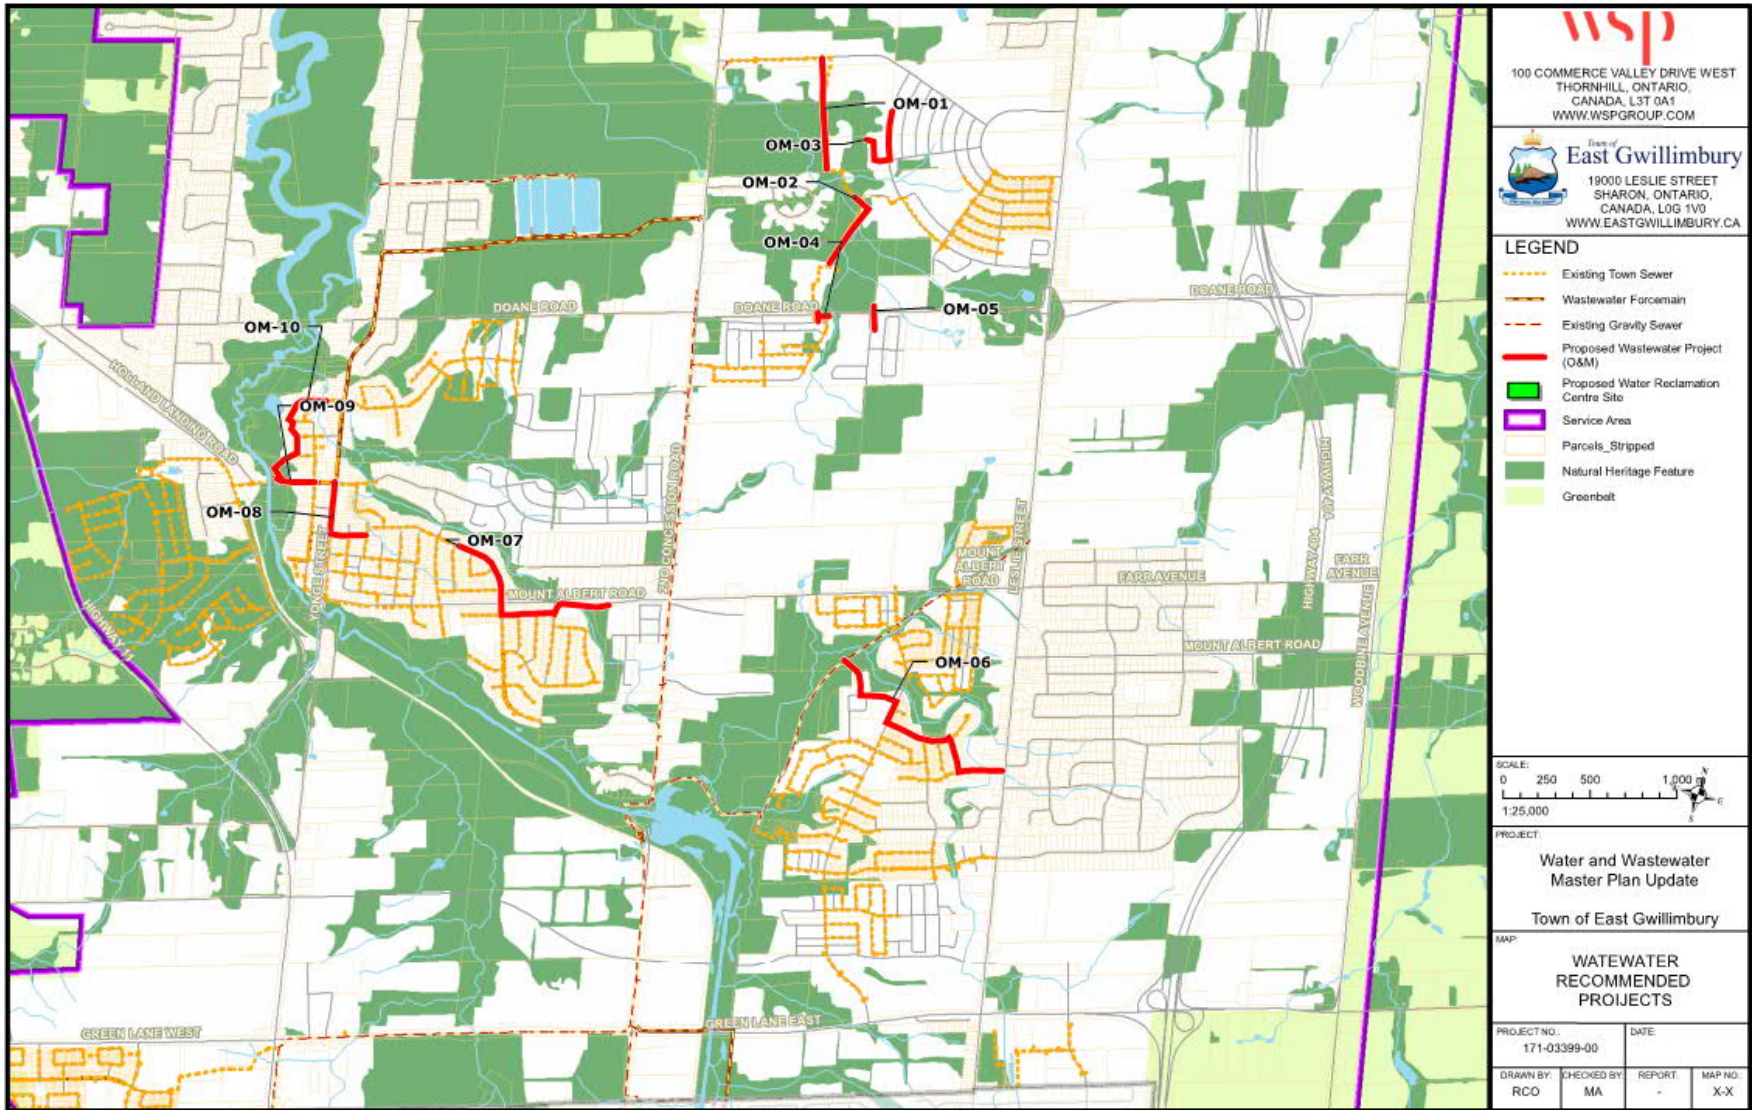 OM-01
OM-03
OM-02
OM-04
DOANE ROAD
DOANE ROAD
DOANE ROAD
OM-05
OM-10
HOLLAND LANDING ROAD
OM-09
OM-08
OM-07
YONGE STREET
2ND CONCESSION ROAD
MOUNT ALBERT ROAD
MOUNT
ALBERT
ROAD
LESLIE STREET
FARR AVENUE
FARR
AVENUE
HIGHWAY 404
HIGHWAY 404
WOODBINE AVENUE
MOUNT ALBERT ROAD
HIGHWAY 11
OM-06
GREEN LANE WEST
GREEN LANE EAST
wsp
100 COMMERCE VALLEY DRIVE WEST
THORNHILL, ONTARIO,
CANADA, L3T 0A1
WWW.WSPGROUP.COM
Town of
East Gwillimbury
19000 LESLIE STREET
SHARON, ONTARIO,
CANADA, L0G 1V0
WWW.EASTGWILLIMBURY.CA
LEGEND
Existing Town Sewer
Wastewater Forcemain
Existing Gravity Sewer
Proposed Wastewater Project
(O&M)
Proposed Water Reclamation
Centre Site
Service Area
Parcels_Stripped
Natural Heritage Feature
Greenbelt
SCALE:
0 250 500 1,000 m
1:25,000
N
E
S
PROJECT:
Water and Wastewater
Master Plan Update
Town of East Gwillimbury
MAP:
WATEWATER
RECOMMENDED
PROIJECTS
PROJECT NO.: DATE:
171-03399-00
DRAWN BY: CHECKED BY: REPORT: MAP NO.:
RCO MA - X-X